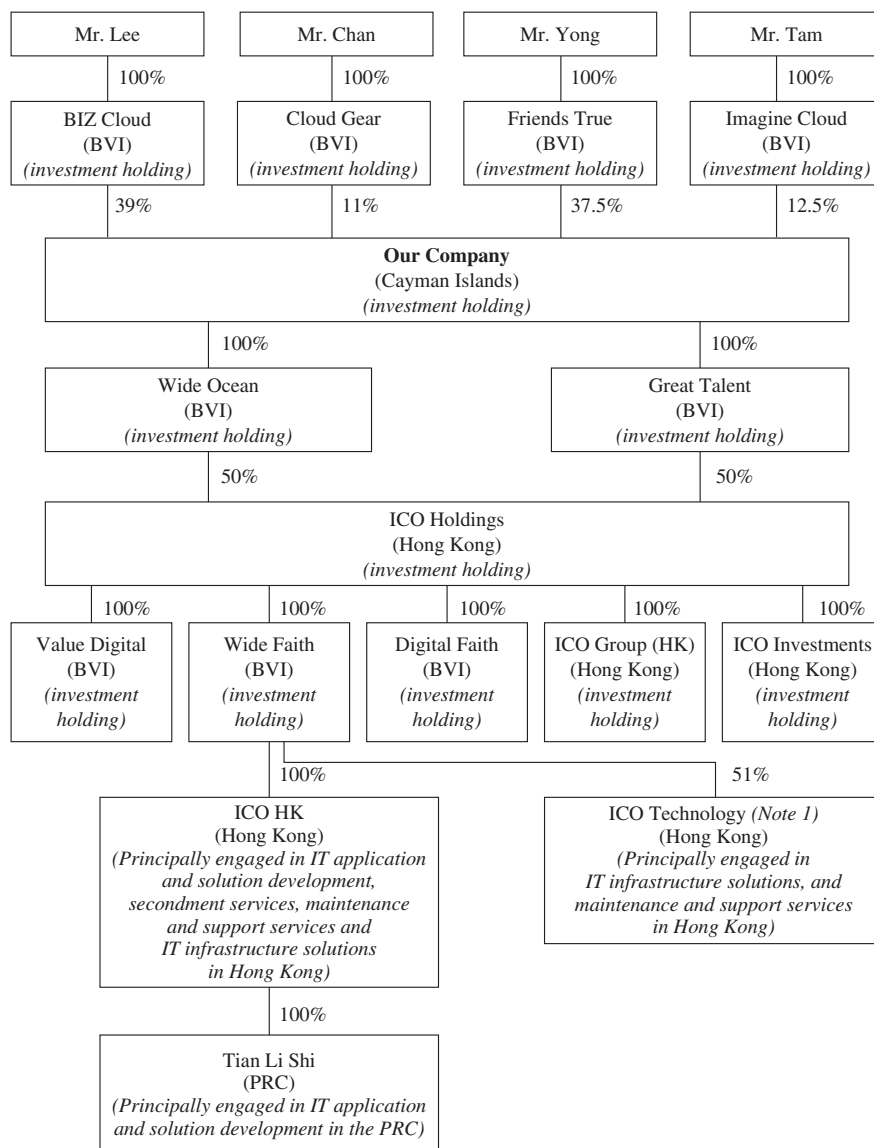 Mr. Lee
Mr. Chan
Mr. Yong
Mr. Tam
100%
100%
100%
100%
BIZ Cloud
(BVI)
(investment holding)
Cloud Gear
(BVI)
(investment holding)
Friends True
(BVI)
(investment holding)
Imagine Cloud
(BVI)
(investment holding)
39%
11%
37.5%
12.5%
Our Company
(Cayman Islands)
(investment holding)
100%
100%
Wide Ocean
(BVI)
(investment holding)
Great Talent
(BVI)
(investment holding)
50%
50%
ICO Holdings
(Hong Kong)
(investment holding)
100%
100%
100%
100%
100%
Value Digital
(BVI)
(investment
holding)
Wide Faith
(BVI)
(investment
holding)
Digital Faith
(BVI)
(investment
holding)
ICO Group (HK)
(Hong Kong)
(investment
holding)
ICO Investments
(Hong Kong)
(investment
holding)
100%
51%
ICO HK
(Hong Kong)
(Principally engaged in IT application
and solution development,
secondment services, maintenance
and support services and
IT infrastructure solutions
in Hong Kong)
ICO Technology (Note 1)
(Hong Kong)
(Principally engaged in
IT infrastructure solutions, and
maintenance and support services
in Hong Kong)
100%
Tian Li Shi
(PRC)
(Principally engaged in IT application
and solution development in the PRC)